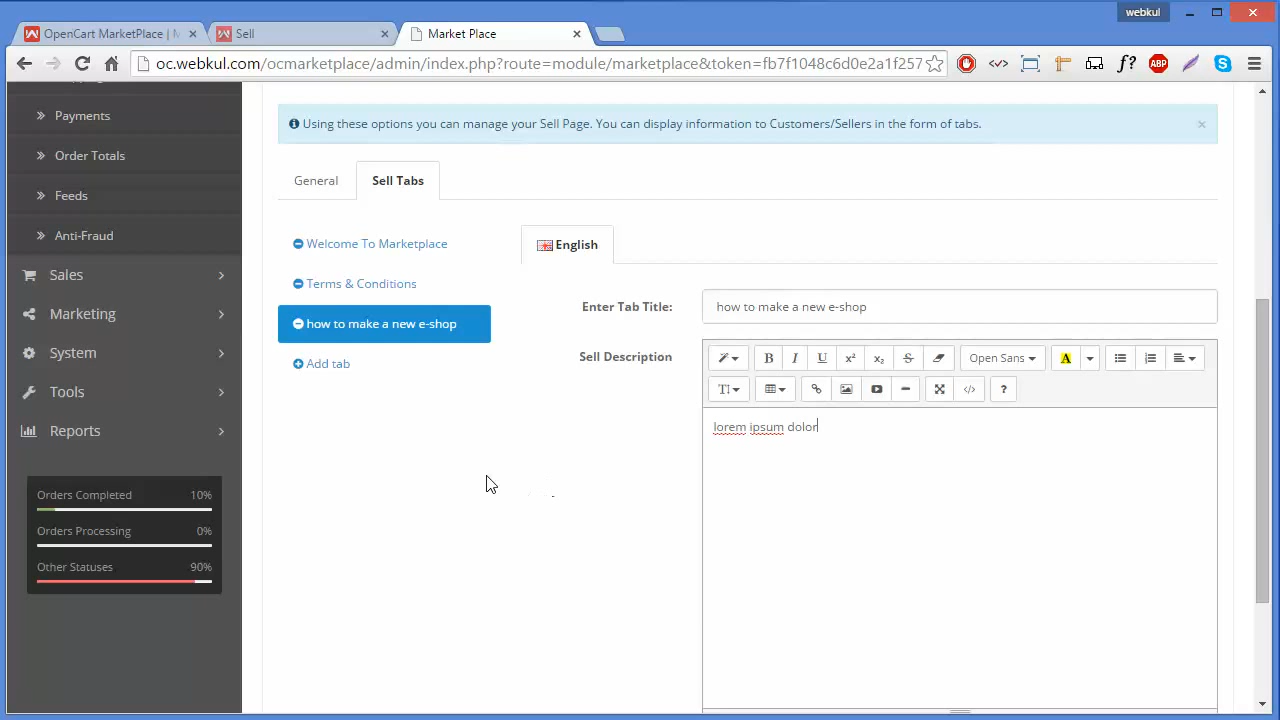 webkul
OpenCart MarketPlace | M
Sell
Market Place
oc.webkul.com/ocmarketplace/admin/index.php?route=module/marketplace&token=fb7f1048c6d0e2a1f257
Payments
Order Totals
Feeds
Anti-Fraud
Sales
Marketing
System
Tools
Reports
Orders Completed 10%
Orders Processing 0%
Other Statuses 90%
Using these options you can manage your Sell Page. You can display information to Customers/Sellers in the form of tabs.
General
Sell Tabs
Welcome To Marketplace
Terms & Conditions
how to make a new e-shop
Add tab
English
Enter Tab Title:
how to make a new e-shop
Sell Description
B I U x² x₂ S Open Sans A
T
?
lorem ipsum dolor
ABP